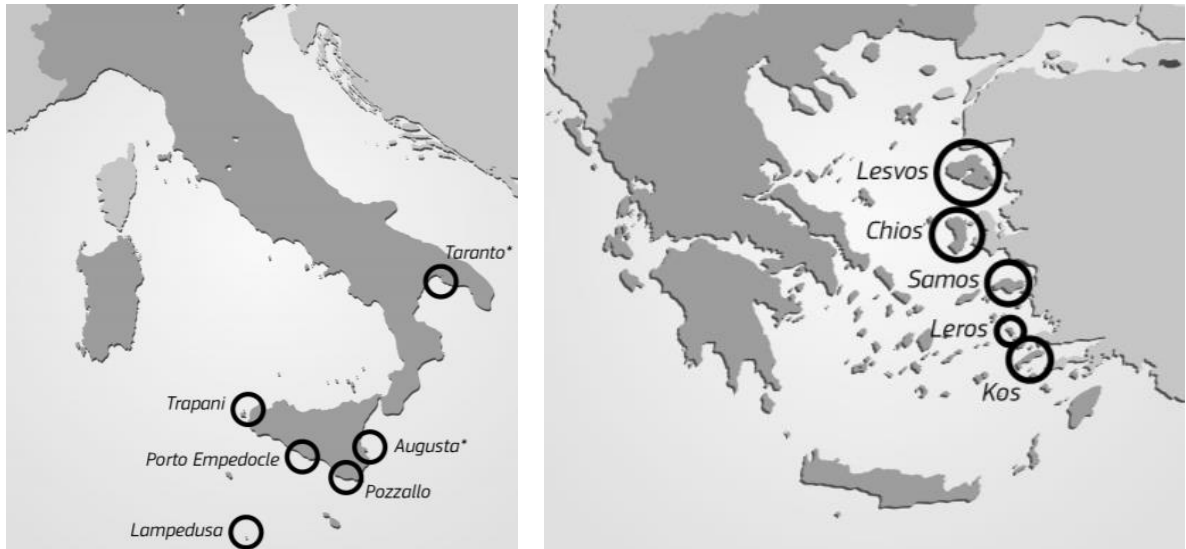 Taranto*
Trapani
Augusta*
Porto Empedocle
Pozzallo
Lampedusa
Lesvos
Chios
Samos
Leros
Kos